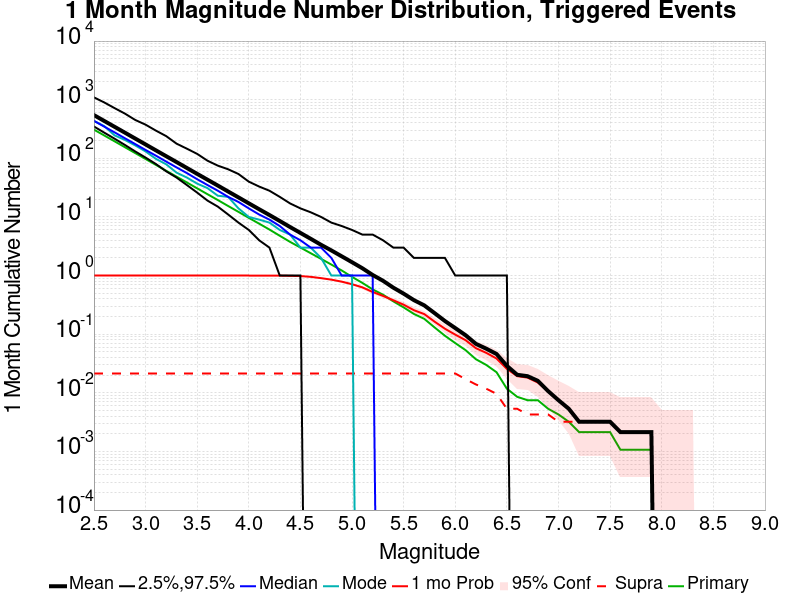 1 Month Magnitude Number Distribution, Triggered Events
1 Month Cumulative Number
10^4
10^3
10^2
10^1
10^0
10^-1
10^-2
10^-3
10^-4
2.5 3.0 3.5 4.0 4.5 5.0 5.5 6.0 6.5 7.0 7.5 8.0 8.5 9.0
Magnitude
Mean 2.5%,97.5% Median Mode 1 mo Prob 95% Conf Supra Primary